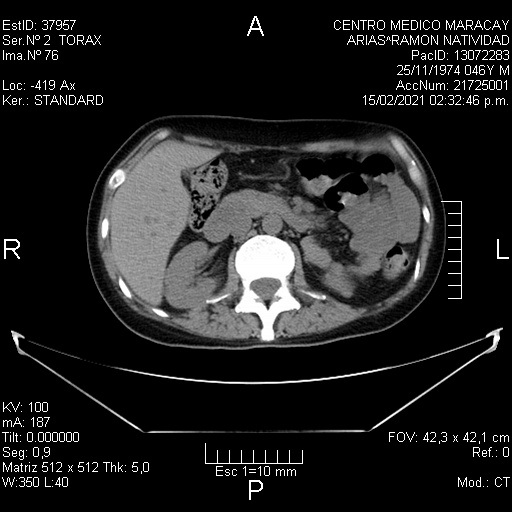 EstID: 37957
Ser.Nº 2 TORAX
Ima.Nº 76
Loc: -419 Ax
Ker.: STANDARD
A
CENTRO MEDICO MARACAY
ARIAS^RAMON NATIVIDAD
PacID: 13072283
25/11/1974 046Y M
AccNum: 21725001
15/02/2021 02:32:46 p.m.
R
L
KV: 100
mA: 187
Tilt: 0.000000
Seg: 0,9
Matriz 512 x 512 Thk: 5,0
W:350 L:40
Esc 1=10 mm
P
FOV: 42,3 x 42,1 cm
Ref.: 0
Mod.: CT